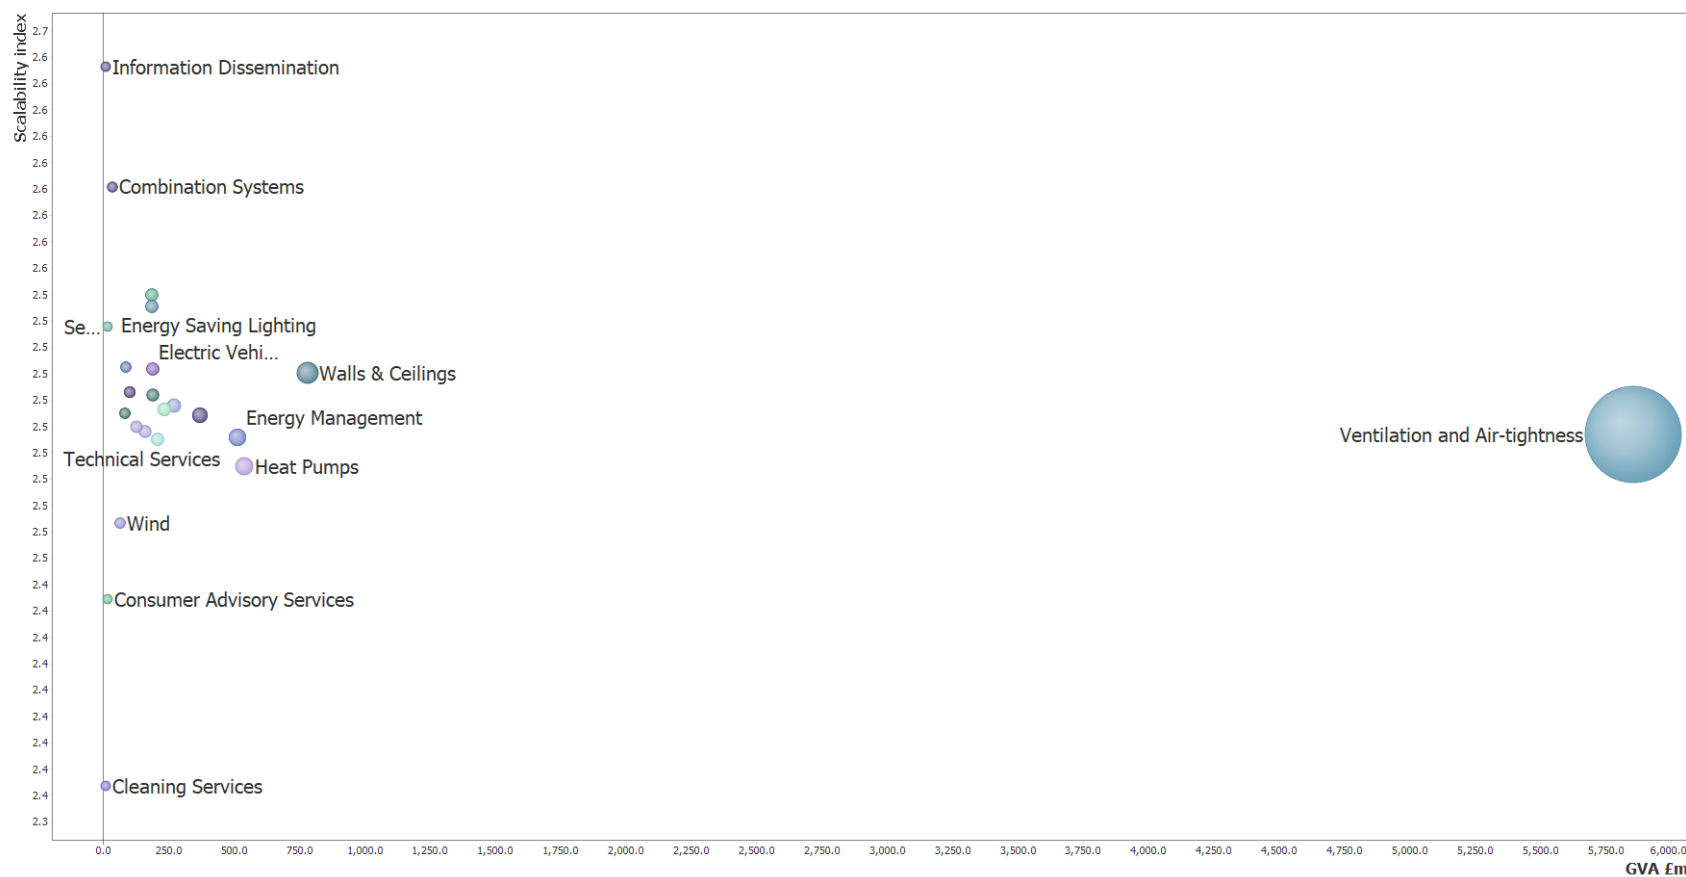 Scalability index
2.7
2.6
2.6
2.6
2.6
2.6
2.6
2.6
2.6
2.6
2.5
2.5
2.5
2.5
2.5
2.5
2.5
2.5
2.5
2.5
2.5
2.4
2.4
2.4
2.4
2.4
2.4
2.4
2.4
2.4
2.3
Information Dissemination
Combination Systems
Se... Energy Saving Lighting
Electric Vehi...
Walls & Ceilings
Energy Management
Ventilation and Air-tightness
Technical Services
Heat Pumps
Wind
Consumer Advisory Services
Cleaning Services
0.0 250.0 500.0 750.0 1,000.0 1,250.0 1,500.0 1,750.0 2,000.0 2,250.0 2,500.0 2,750.0 3,000.0 3,250.0 3,500.0 3,750.0 4,000.0 4,250.0 4,500.0 4,750.0 5,000.0 5,250.0 5,500.0 5,750.0 6,000.0
GVA £m